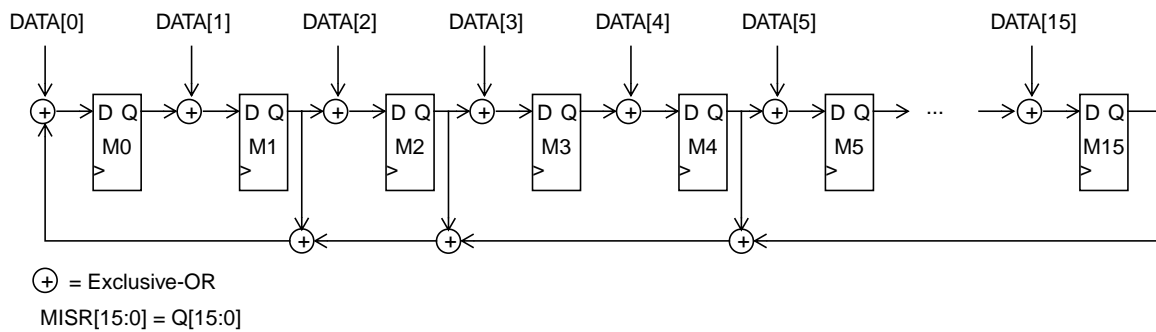 DATA[0] DATA[1] DATA[2] DATA[3] DATA[4] DATA[5] DATA[15]
+ D Q + D Q + D Q + D Q + D Q + D Q ... + D Q
M0 M1 M2 M3 M4 M5 M15
+ + +
+ = Exclusive-OR
MISR[15:0] = Q[15:0]